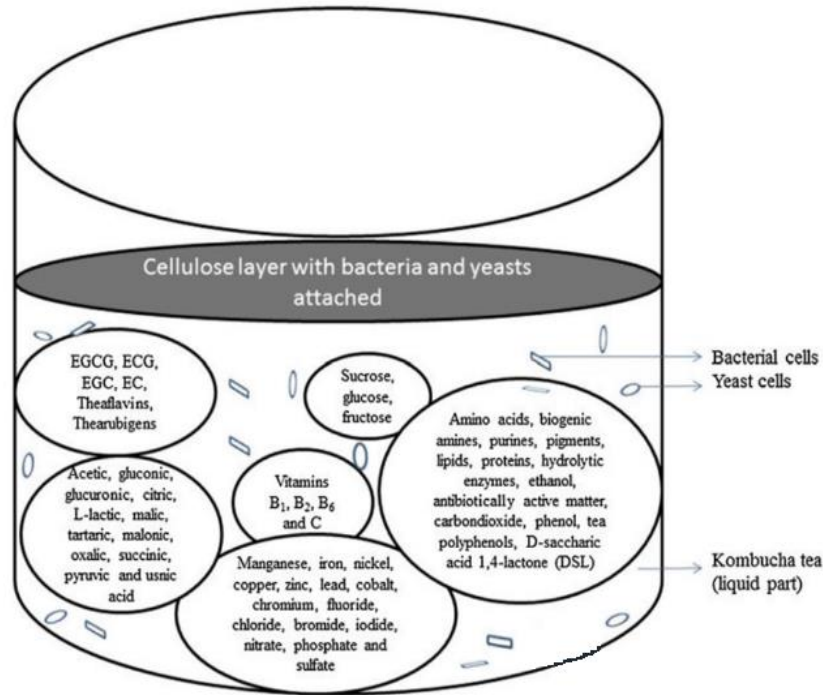 Cellulose layer with bacteria and yeasts
attached
EGCG, ECG,
EGC, EC,
Theaflavins,
Thearubigens
Sucrose,
glucose,
fructose
Bacterial cells
Yeast cells
Amino acids, biogenic
amines, purines, pigments,
lipids, proteins, hydrolytic
enzymes, ethanol,
antibiotically active matter,
carbondioxide, phenol, tea
polyphenols, D-saccharic
acid 1,4-lactone (DSL)
Acetic, gluconic,
glucuronic, citric,
L-lactic, malic,
tartaric, malonic,
oxalic, succinic,
pyruvic and usnic
acid
Vitamins
B₁, B₂, B₆
and C
Manganese, iron, nickel,
copper, zinc, lead, cobalt,
chromium, fluoride,
chloride, bromide, iodide,
nitrate, phosphate and
sulfate
Kombucha tea
(liquid part)